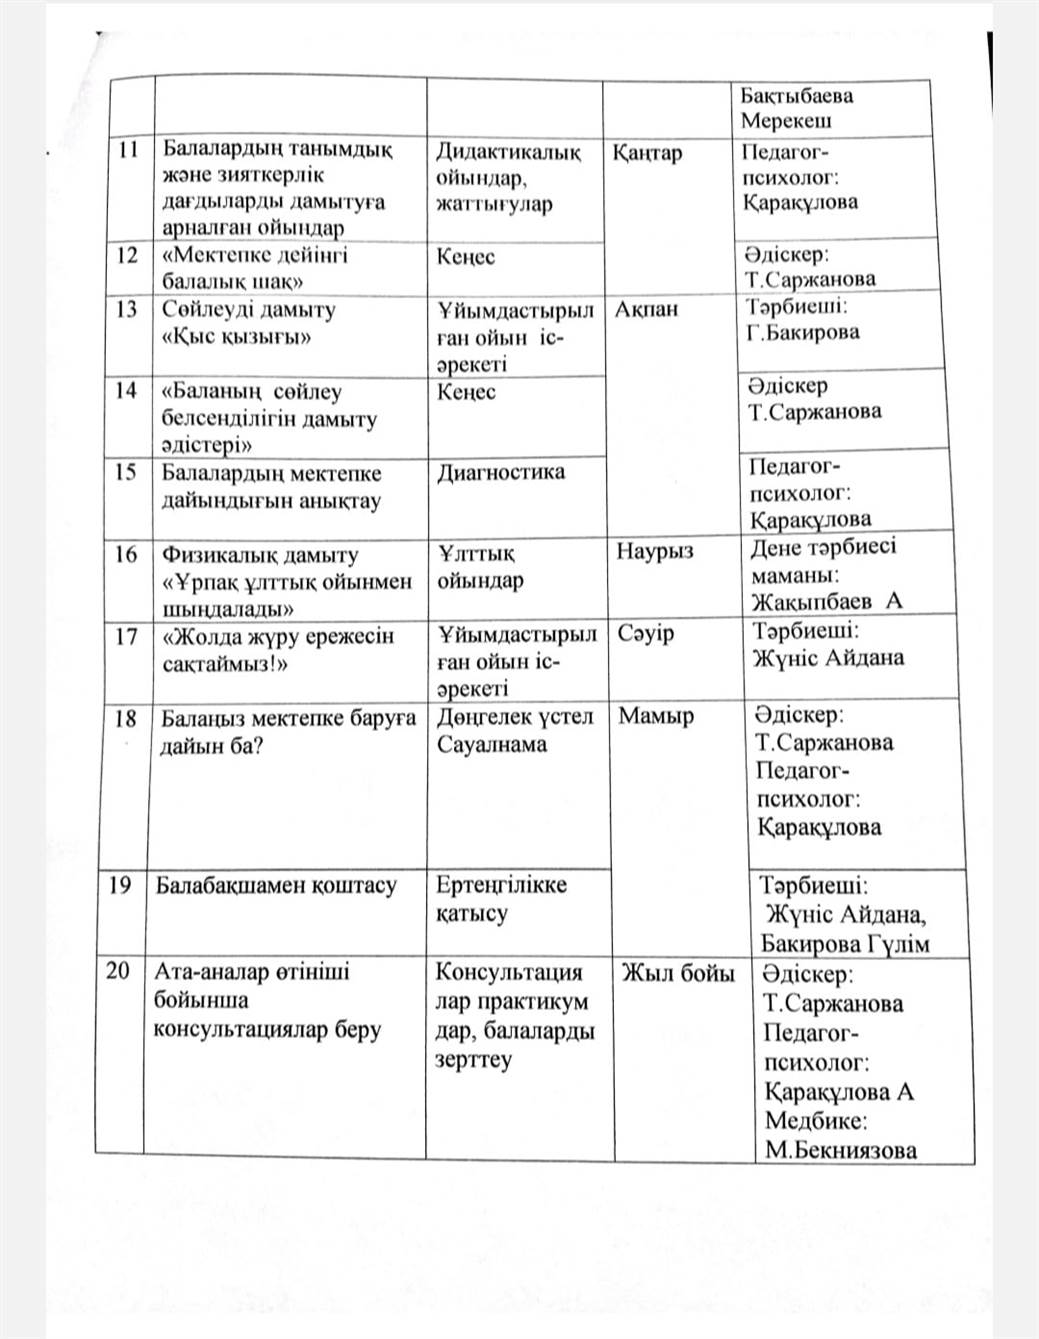 Бақтыбаева
Мерекеш
11 Балалардың танымдық Дидактикалық Қаңтар Педагог-
және зияткерлік ойындар, психолог:
дағдыларды дамытуға жаттығулар Қарақұлова
арналған ойындар
12 «Мектепке дейінгі Кеңес Әдіскер:
балалық шақ» Т.Саржанова
13 Сөйлеуді дамыту Ұйымдастырыл Ақпан Тәрбиеші:
«Қыс қызығы» ған ойын іс- Г.Бакирова
әрекеті
14 «Баланың сөйлеу Кеңес Әдіскер
белсенділігін дамыту Т.Саржанова
әдістері»
15 Балалардың мектепке Диагностика Педагог-
дайындығын анықтау психолог:
Қарақұлова
16 Физикалық дамыту Ұлттық Наурыз Дене тәрбиесі
«Ұрпақ ұлттық ойынмен ойындар маманы:
шыңдалады» Жақыпбаев А
17 «Жолда жүру ережесін Ұйымдастырыл Сәуір Тәрбиеші:
сақтаймыз!» ған ойын іс- Жүніс Айдана
әрекеті
18 Балаңыз мектепке баруға Дөңгелек үстел Мамыр Әдіскер:
дайын ба? Сауалнама Т.Саржанова
Педагог-
психолог:
Қарақұлова
19 Балабақшамен қоштасу Ертеңгілікке Тәрбиеші:
қатысу Жүніс Айдана,
Бакирова Гүлім
20 Ата-аналар өтініші Консультация Жыл бойы Әдіскер:
бойынша лар практикум Т.Саржанова
консультациялар беру дар, балаларды Педагог-
зерттеу психолог:
Қарақұлова А
Медбике:
М.Бекниязова